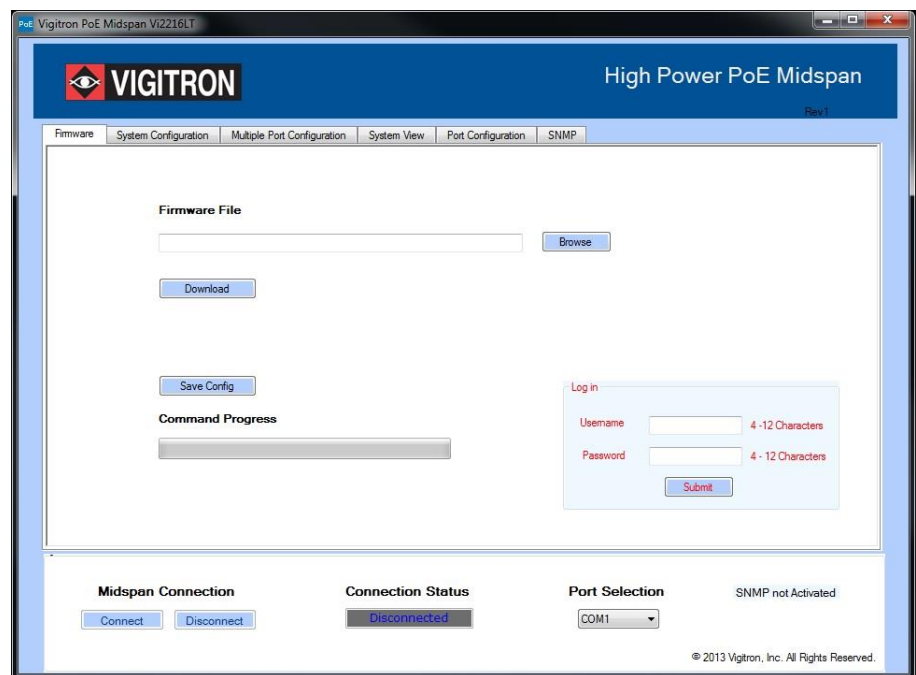 PoE Vigitron PoE Midspan Vi2216LT
VIGITRON
High Power PoE Midspan
Rev1
Firmware System Configuration Multiple Port Configuration System View Port Configuration SNMP
Firmware File
Browse
Download
Save Config
Command Progress
Log in
Username 4 -12 Characters
Password 4 - 12 Characters
Submit
Midspan Connection Connection Status Port Selection SNMP not Activated
Connect Disconnect Disconnected COM1
© 2013 Vigitron, Inc. All Rights Reserved.